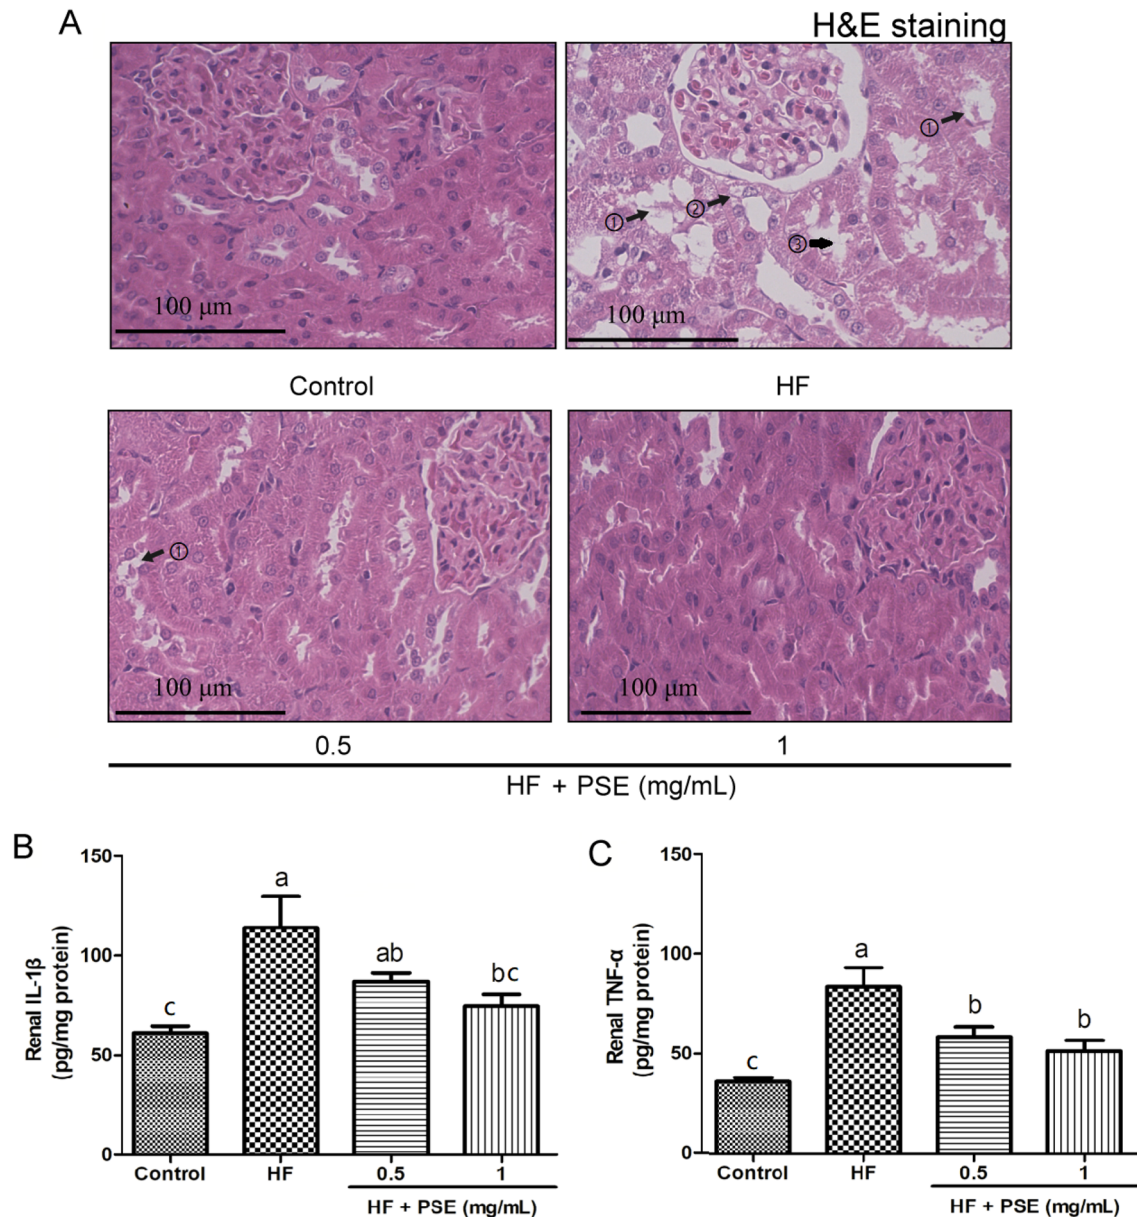 A
H&E staining
①
①
②
③
100 μm
100 μm
Control
HF
①
100 μm
100 μm
0.5
1
HF + PSE (mg/mL)
B
Renal IL-1β
(pg/mg protein)
150
100
50
0
c
a
ab
bc
Control
HF
0.5
1
HF + PSE (mg/mL)
C
Renal TNF-α
(pg/mg protein)
150
100
50
0
c
a
b
b
Control
HF
0.5
1
HF + PSE (mg/mL)